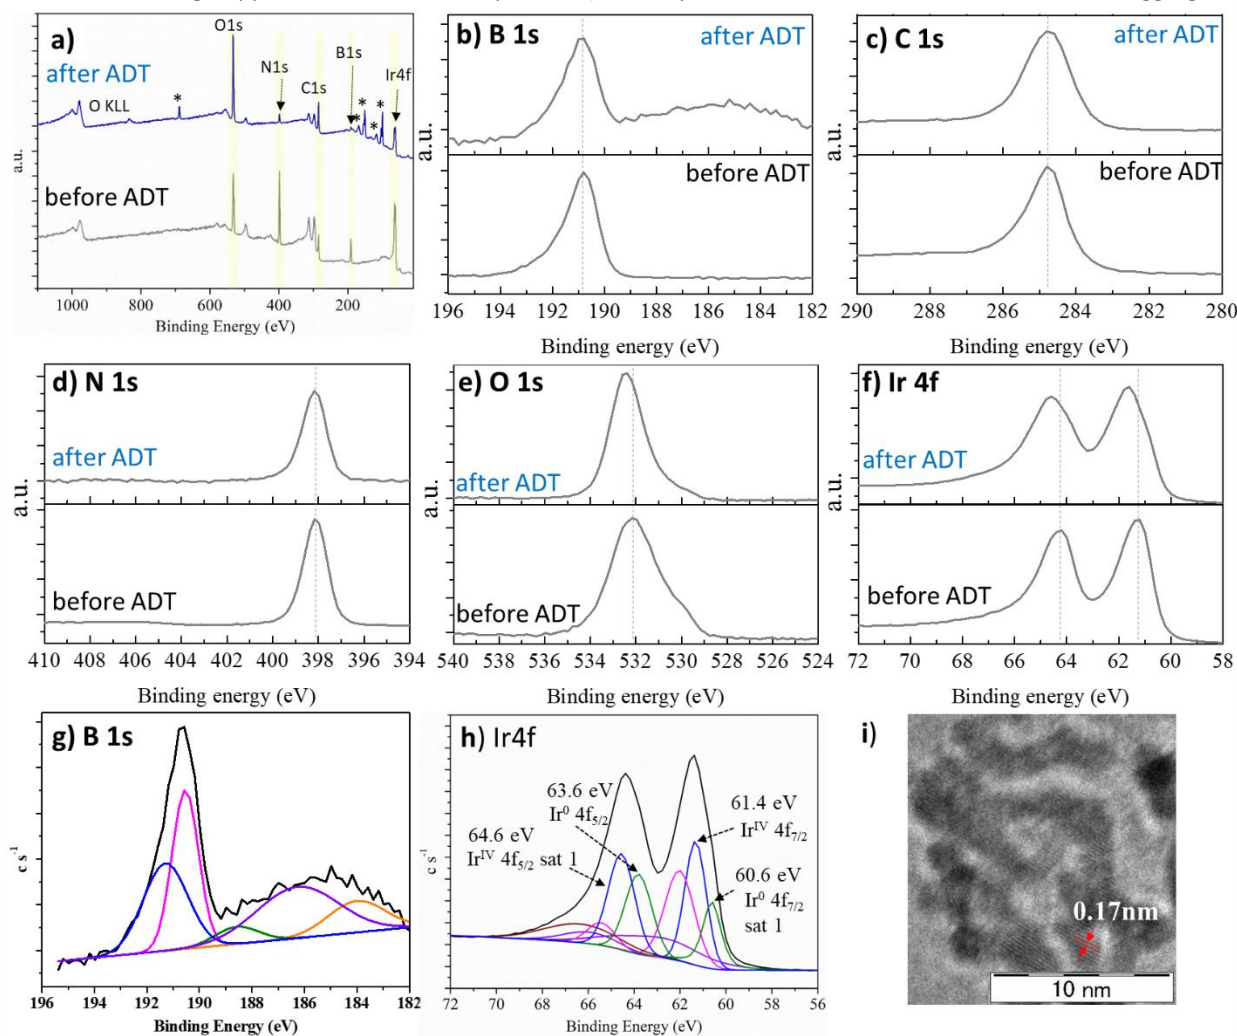 a)
after ADT
O1s
N1s
B1s
C1s
Ir4f
O KLL
* * * * * *
before ADT
a.u.
1000 800 600 400 200
Binding Energy (eV)
b) B 1s
after ADT
before ADT
a.u.
196 194 192 190 188 186 184 182
Binding energy (eV)
c) C 1s
after ADT
before ADT
a.u.
290 288 286 284 282 280
Binding energy (eV)
d) N 1s
after ADT
before ADT
a.u.
410 408 406 404 402 400 398 396 394
Binding energy (eV)
e) O 1s
after ADT
before ADT
a.u.
540 538 536 534 532 530 528 526 524
Binding energy (eV)
f) Ir 4f
after ADT
before ADT
a.u.
72 70 68 66 64 62 60 58
Binding energy (eV)
g) B 1s
c s⁻¹
196 194 192 190 188 186 184 182
Binding Energy (eV)
h) Ir4f
63.6 eV
Ir⁰ 4f₅/₂
64.6 eV
Irᴵⱽ 4f₅/₂ sat 1
61.4 eV
Irᴵⱽ 4f₇/₂
60.6 eV
Ir⁰ 4f₇/₂
sat 1
c s⁻¹
72 70 68 66 64 62 60 58 56
Binding Energy (eV)
i)
0.17nm
10 nm